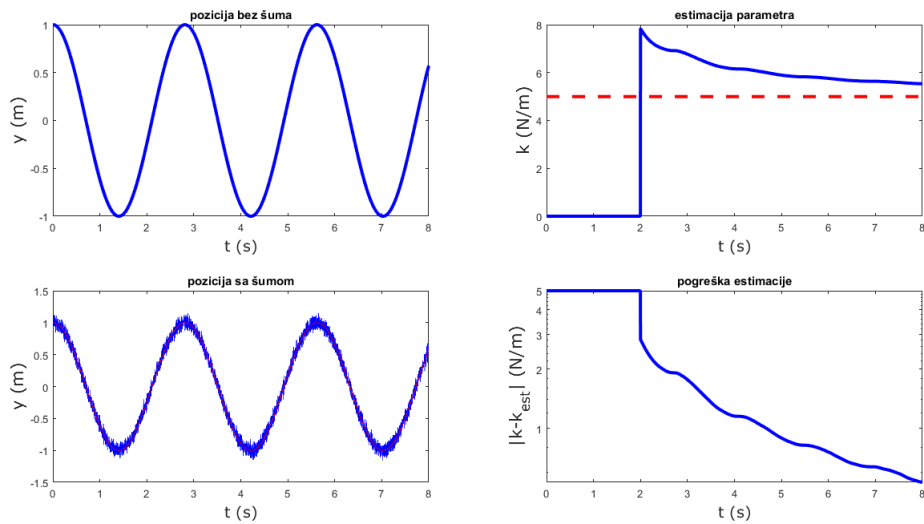 pozicija bez šuma
1
0.5
0
-0.5
-1
y (m)
0 1 2 3 4 5 6 7 8
t (s)
estimacija parametra
8
6
4
2
0
k (N/m)
0 1 2 3 4 5 6 7 8
t (s)
pozicija sa šumom
1.5
1
0.5
0
-0.5
-1
-1.5
y (m)
0 1 2 3 4 5 6 7 8
t (s)
pogreška estimacije
5
4
3
2
1
|k-k_est| (N/m)
0 1 2 3 4 5 6 7 8
t (s)